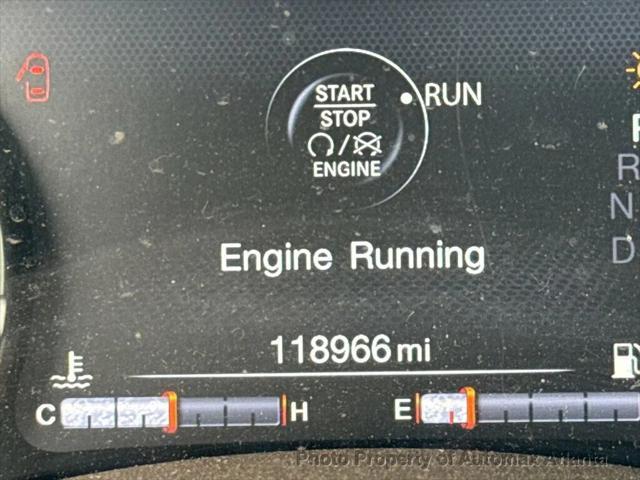 START
STOP
ENGINE
RUN
P
R
N
D
Engine Running
118966 mi
C H E
Photo Property of Automax Atlanta